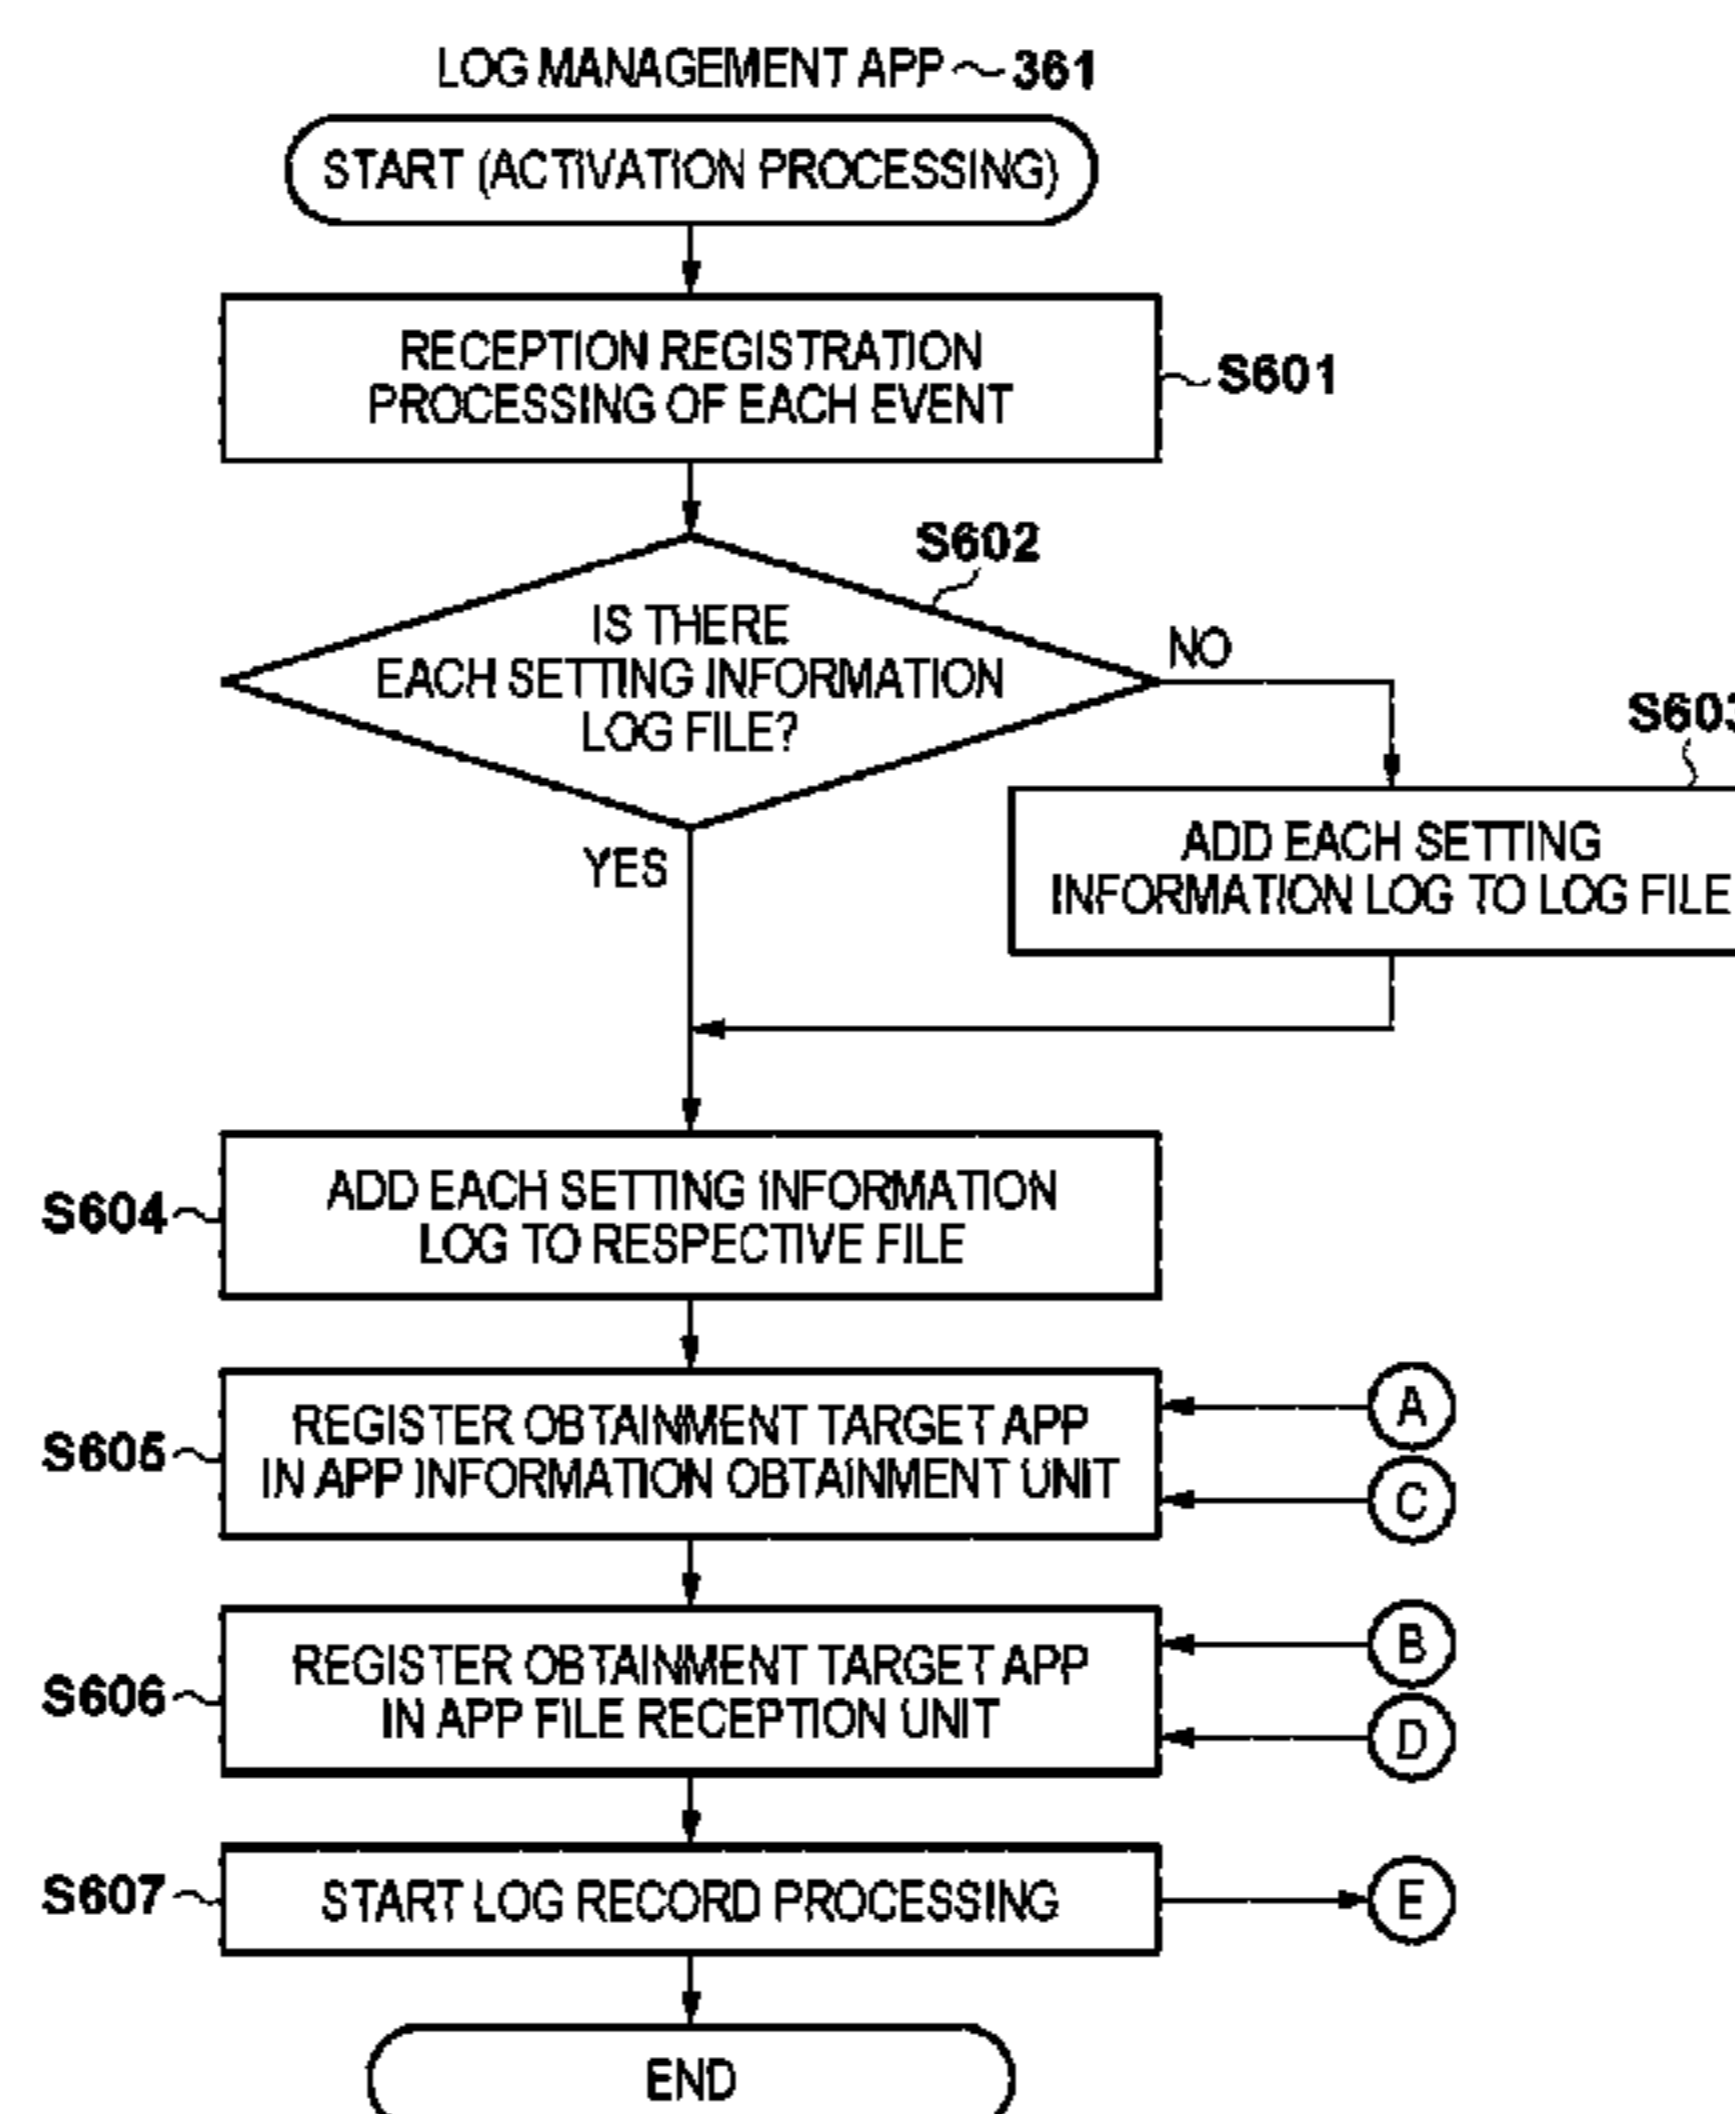 LOG MANAGEMENT APP 361
START (ACTIVATION PROCESSING)
RECEPTION REGISTRATION
PROCESSING OF EACH EVENT
S601
S602
IS THERE
EACH SETTING INFORMATION
LOG FILE?
NO
YES
S603
ADD EACH SETTING
INFORMATION LOG TO LOG FILE
S604
ADD EACH SETTING INFORMATION
LOG TO RESPECTIVE FILE
S605
REGISTER OBTAINMENT TARGET APP
IN APP INFORMATION OBTAINMENT UNIT
A
C
S606
REGISTER OBTAINMENT TARGET APP
IN APP FILE RECEPTION UNIT
B
D
S607
START LOG RECORD PROCESSING
E
END